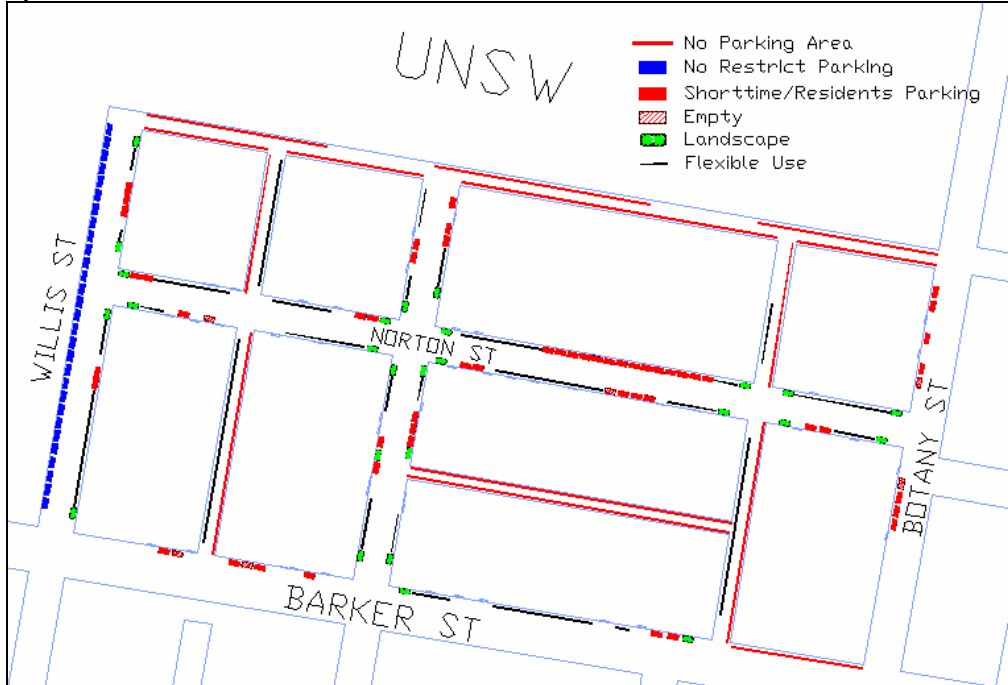 UNSW
No Parking Area
No Restrict Parking
Shorttime/Residents Parking
Empty
Landscape
Flexible Use
WILLIS ST
NORTON ST
BOTANY ST
BARKER ST